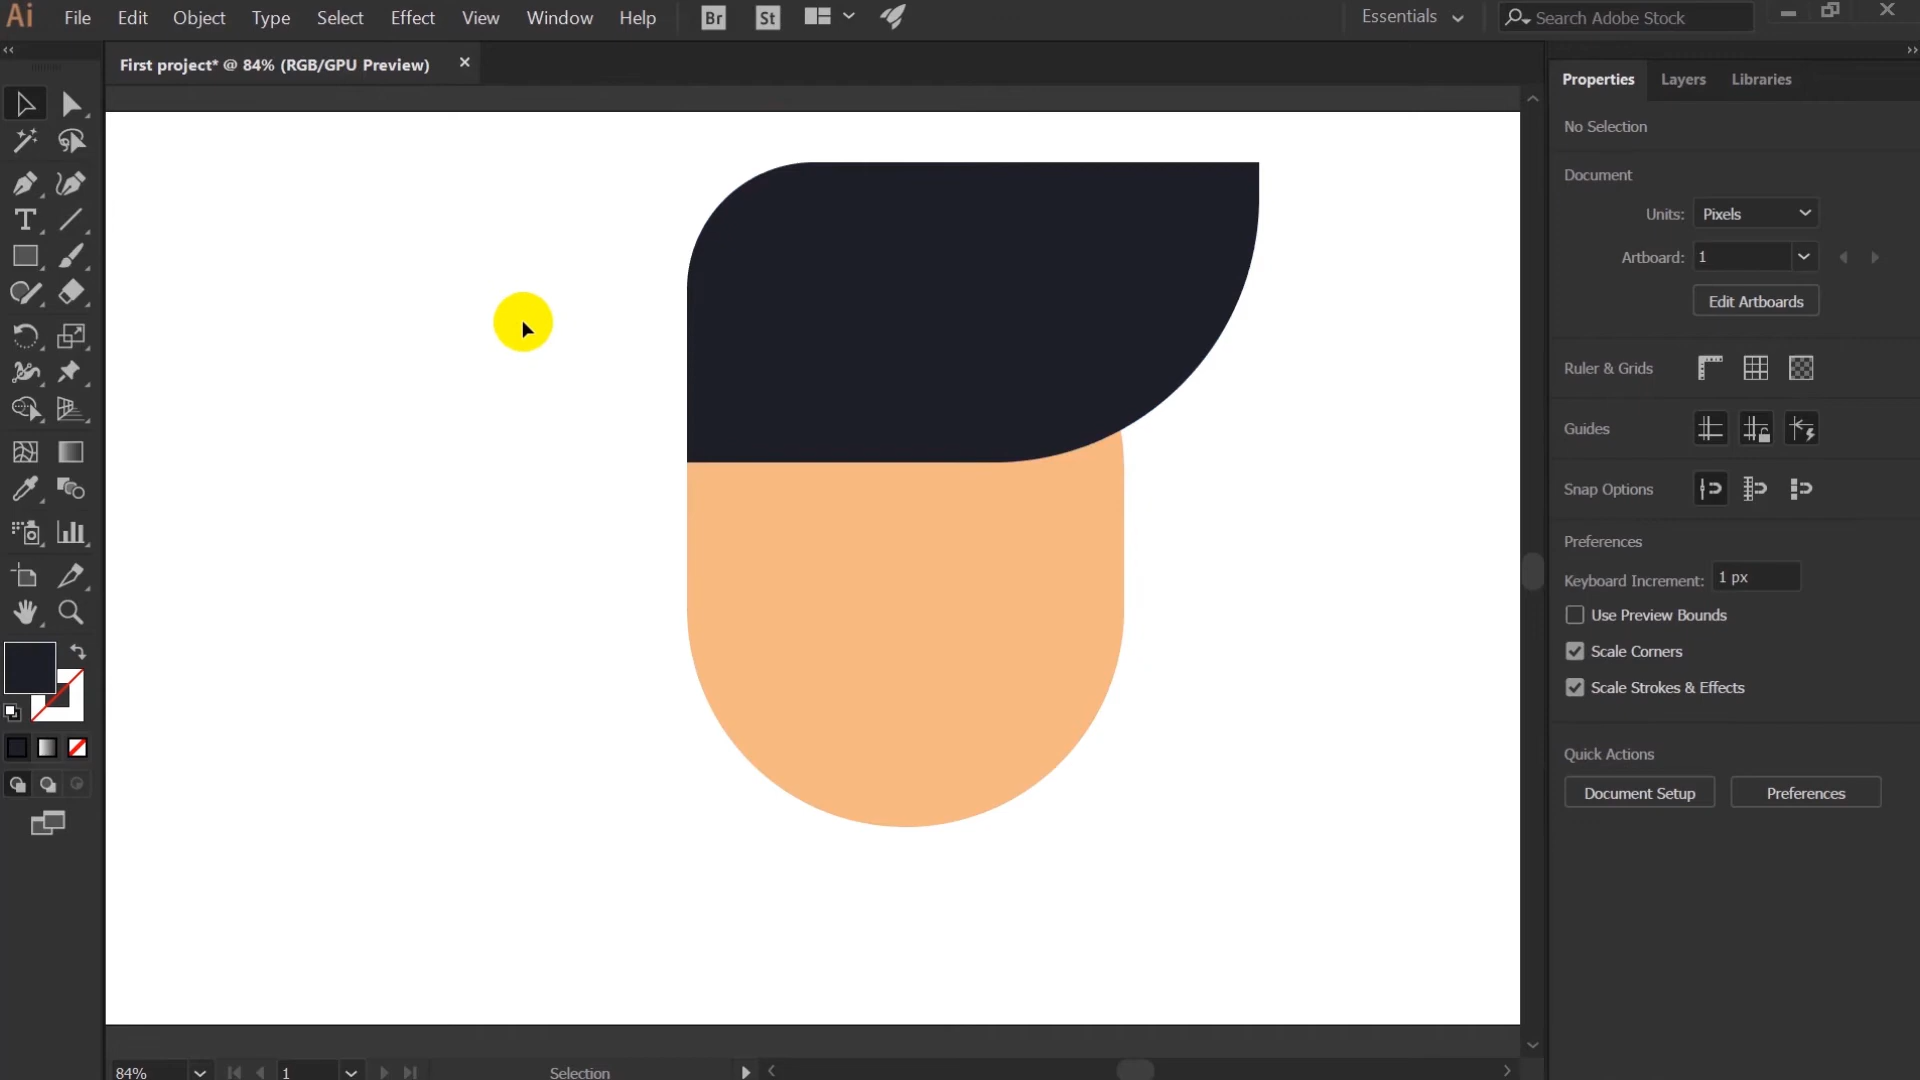 Ai File Edit Object Type Select Effect View Window Help Br St Essentials Search Adobe Stock
First project* @ 84% (RGB/GPU Preview)
Properties Layers Libraries
No Selection
Document
Units: Pixels
Artboard: 1
Edit Artboards
Ruler & Grids
Guides
Snap Options
Preferences
Keyboard Increment: 1 px
Use Preview Bounds
Scale Corners
Scale Strokes & Effects
Quick Actions
Document Setup Preferences
84% 1 Selection